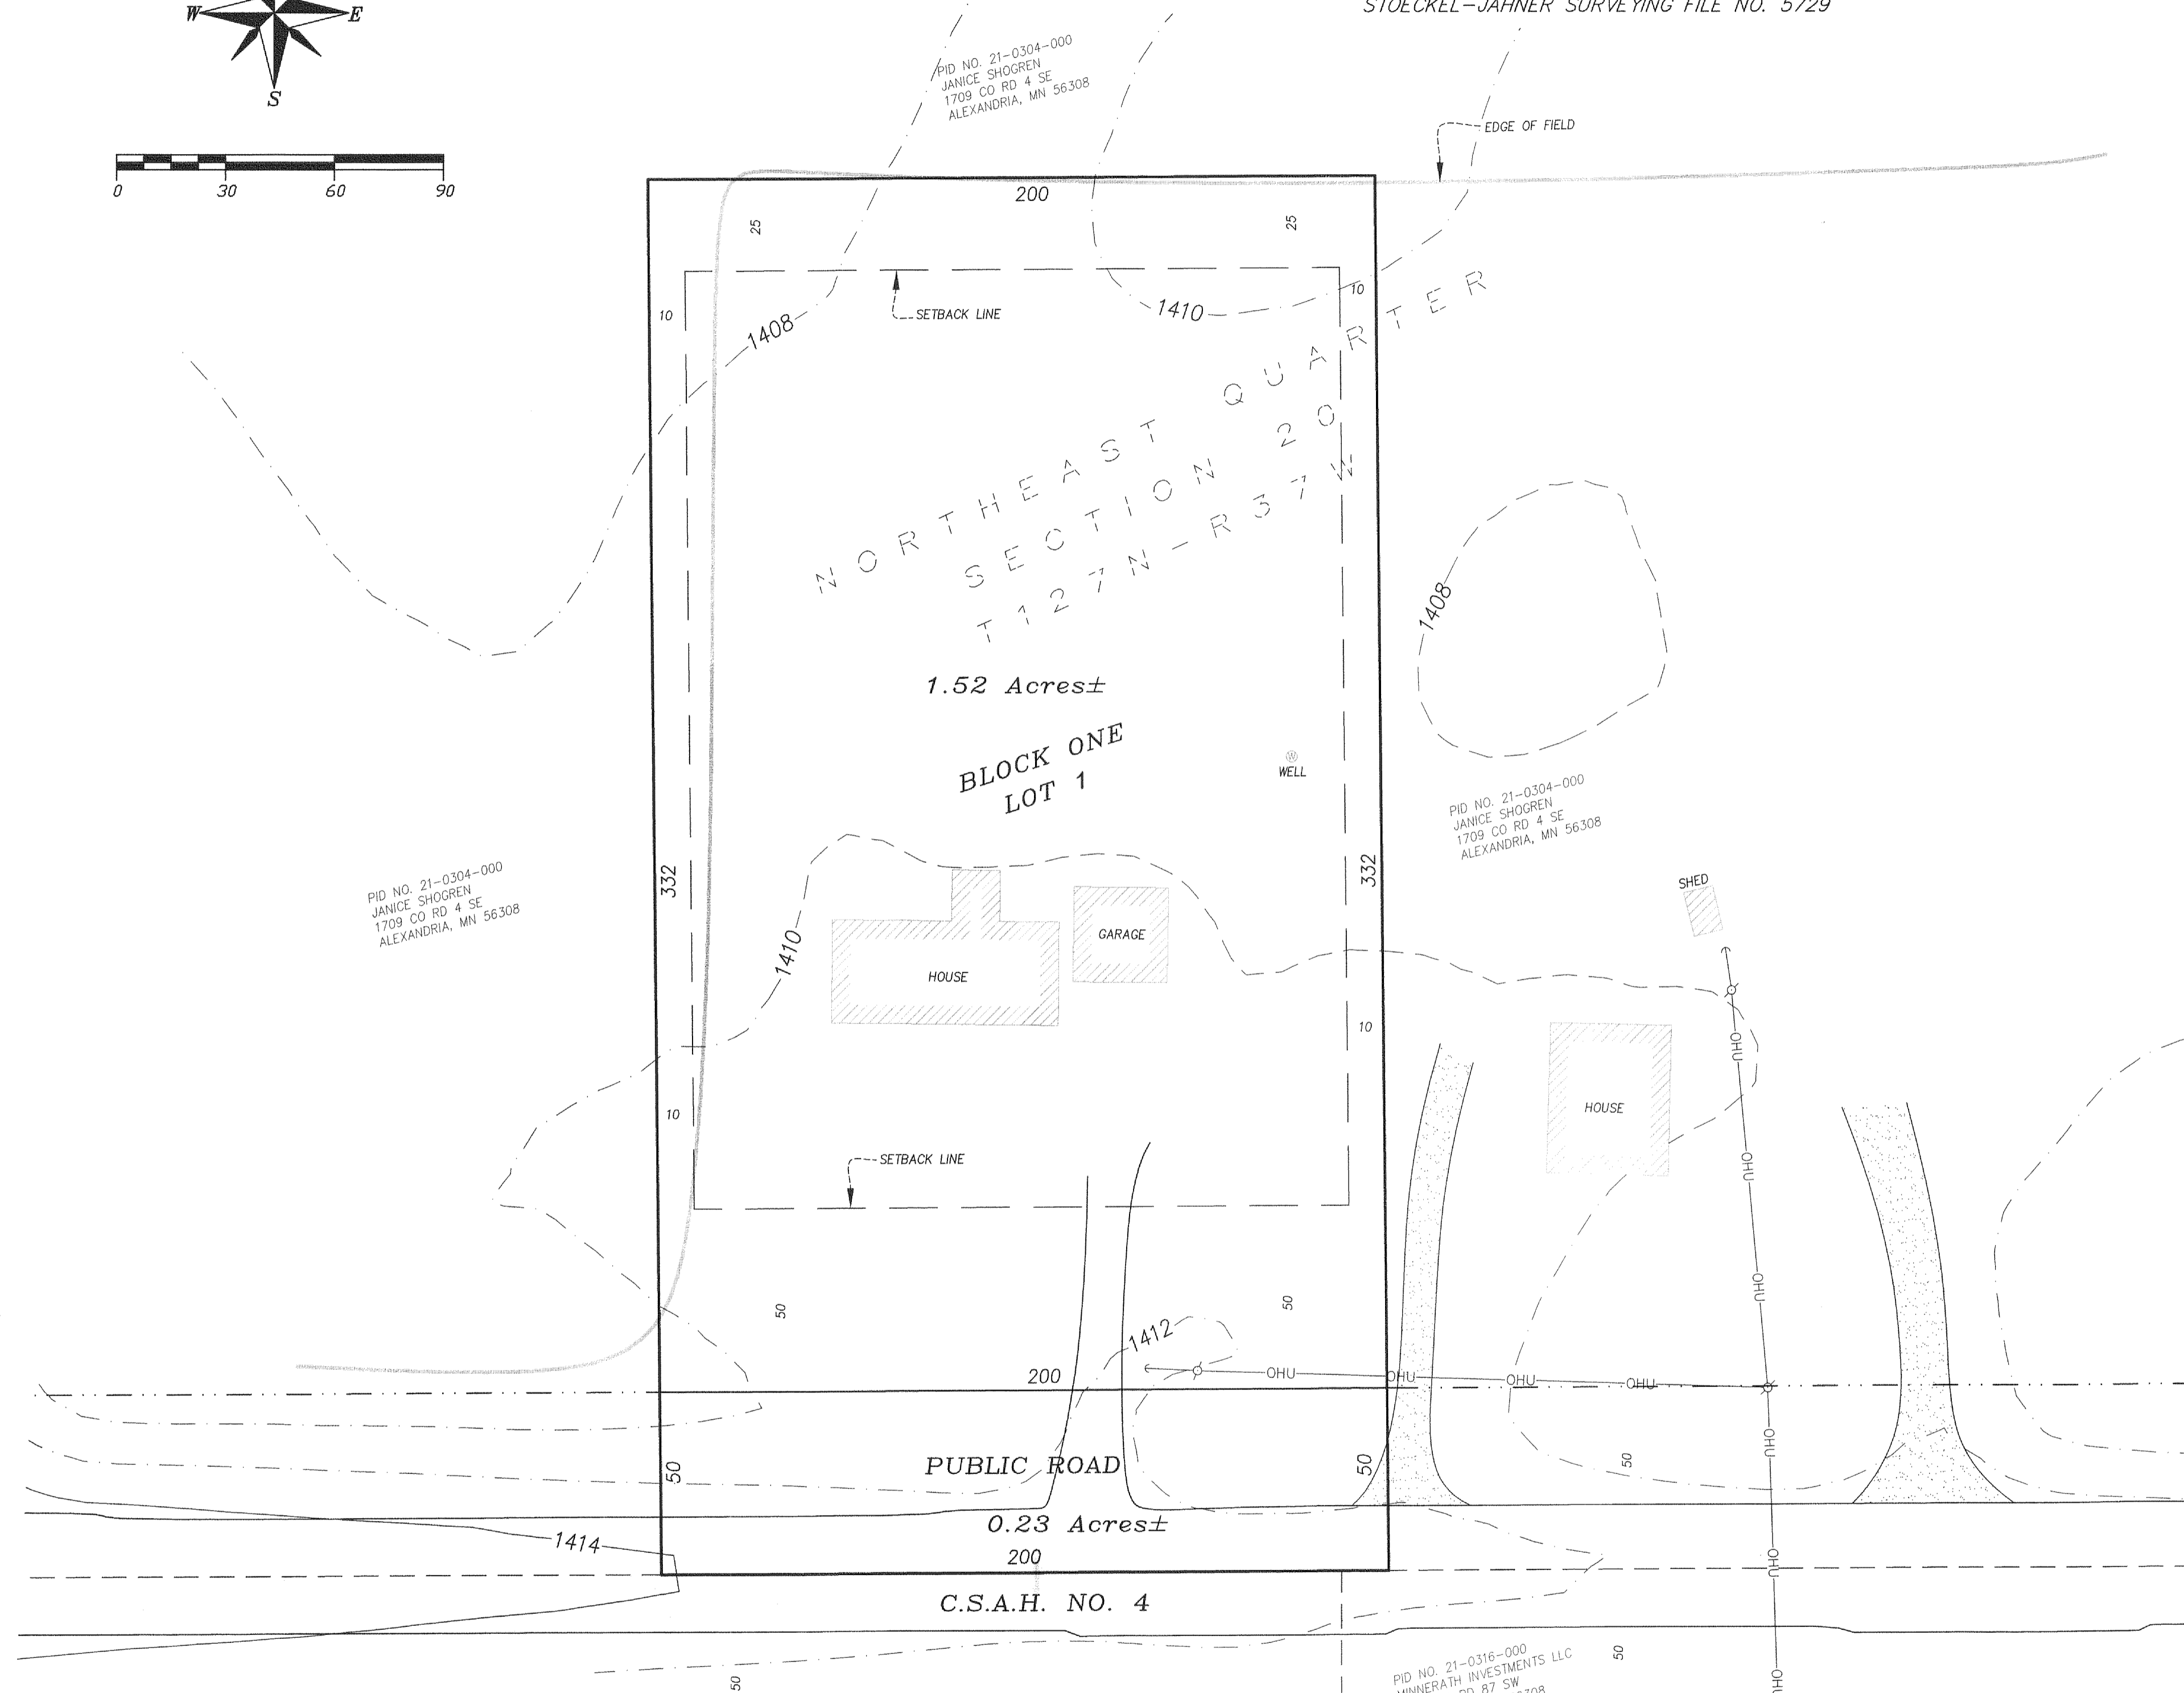 STOECKEL-JAHNER SURVEYING FILE NO. 5729
W E
S
0 30 60 90
PID NO. 21-0304-000
JANICE SHOGREN
1709 CO RD 4 SE
ALEXANDRIA, MN 56308
EDGE OF FIELD
200
25 25
10
10
SETBACK LINE
1408
1410
NORTHEAST QUARTER
SECTION 20
T127N-R37W
1408
1.52 Acres±
BLOCK ONE
LOT 1
W
WELL
PID NO. 21-0304-000
JANICE SHOGREN
1709 CO RD 4 SE
ALEXANDRIA, MN 56308
332
332
PID NO. 21-0304-000
JANICE SHOGREN
1709 CO RD 4 SE
ALEXANDRIA, MN 56308
SHED
GARAGE
1410
HOUSE
10
OHU
HOUSE
10
SETBACK LINE
OHU
OHU
50
50
1412
200
OHU
OHU
OHU
OHU
OHU
50
PUBLIC ROAD
50
50
0.23 Acres±
1414
200
OHU
C.S.A.H. NO. 4
50
50
PID NO. 21-0316-000
MINNERATH INVESTMENTS LLC
RD 87 SW
OHU